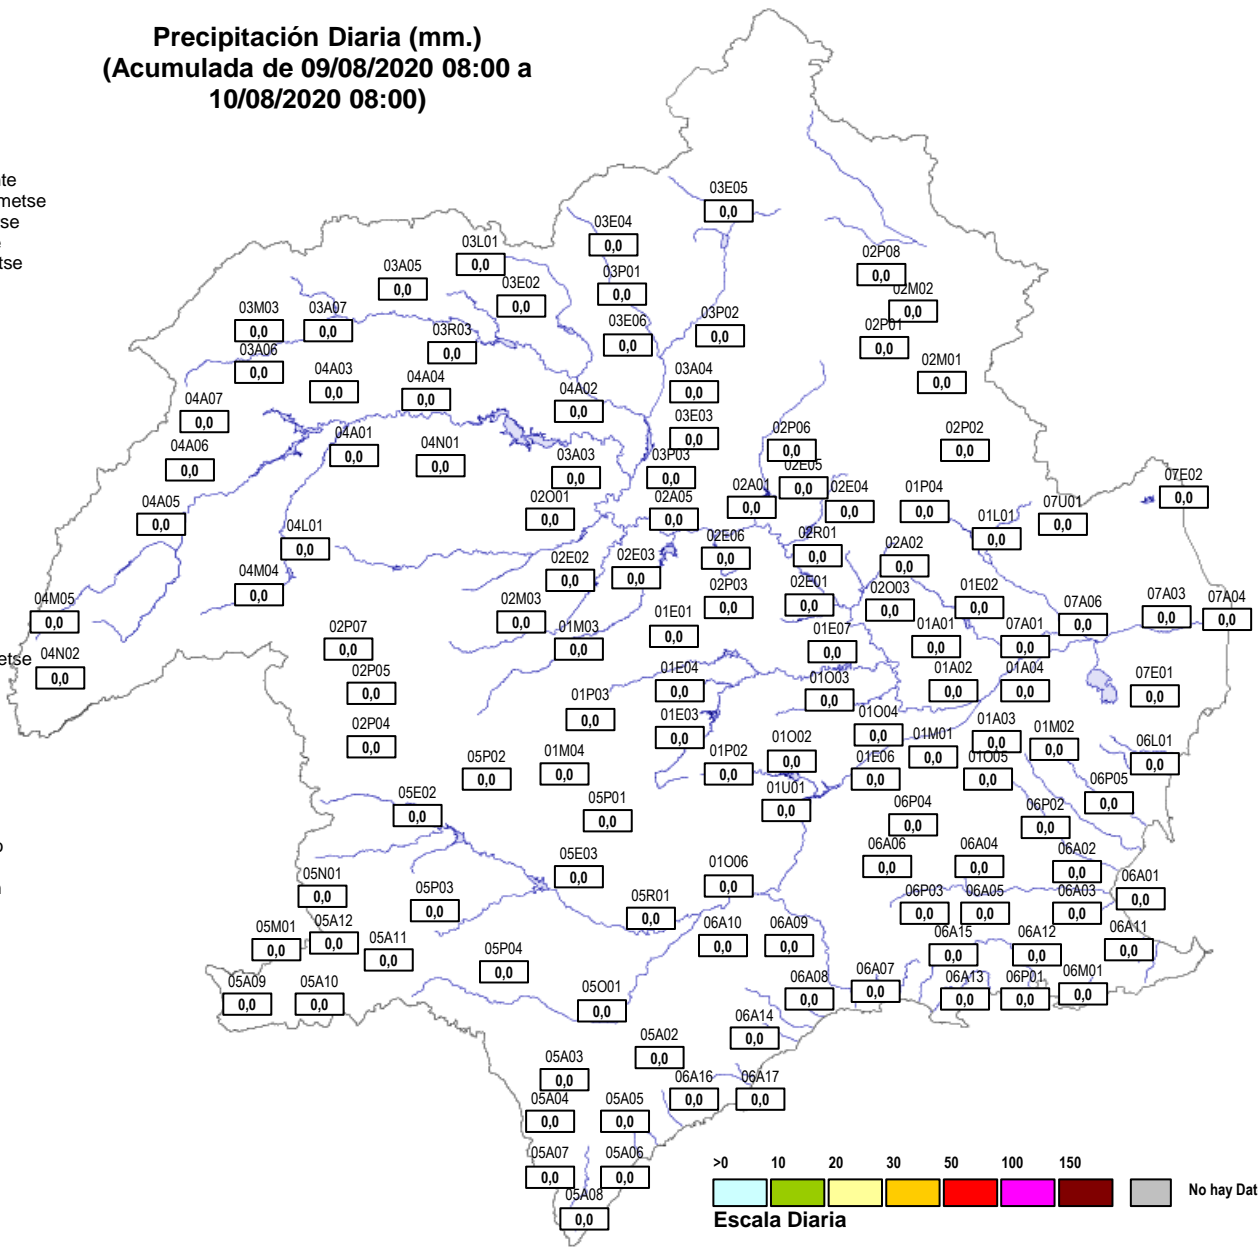 Precipitación Diaria (mm.)
(Acumulada de 09/08/2020 08:00 a
10/08/2020 08:00)
te
metse
se
tse
etse
03E05
0,0
03E04
0,0
03L01
0,0
02P08
0,0
03A05
0,0
03P01
0,0
03E02
0,0
02M02
0,0
03M03
0,0
03A07
0,0
03P02
0,0
03E06
0,0
02P01
0,0
03R03
0,0
03A06
0,0
02M01
0,0
04A03
0,0
03A04
0,0
04A04
0,0
04A02
0,0
04A07
0,0
03E03
0,0
02P06
0,0
02P02
0,0
04A01
0,0
04N01
0,0
04A06
0,0
03A03
0,0
03P03
0,0
02E05
0,0
07E02
0,0
02A01
0,0
02E04
0,0
01P04
0,0
02O01
0,0
02A05
0,0
04A05
0,0
07U01
0,0
01L01
0,0
04L01
0,0
02R01
0,0
02E06
0,0
02A02
0,0
02E03
0,0
02E02
0,0
04M04
0,0
02E01
0,0
02P03
0,0
01E02
0,0
02O03
0,0
07A03
0,0
07A04
0,0
04M05
0,0
02M03
0,0
07A06
0,0
01E01
0,0
01M03
0,0
02P07
0,0
01E07
0,0
01A01
0,0
07A01
0,0
04N02
0,0
02P05
0,0
01E04
0,0
01O03
0,0
01A02
0,0
01A04
0,0
07E01
0,0
01P03
0,0
01E03
0,0
01O04
0,0
01A03
0,0
02P04
0,0
01M02
0,0
01M01
0,0
01O02
0,0
06L01
0,0
01M04
0,0
01P02
0,0
05P02
0,0
01E06
0,0
01O05
0,0
01U01
0,0
06P05
0,0
05E02
0,0
05P01
0,0
06P04
0,0
06P02
0,0
05E03
0,0
06A06
0,0
06A04
0,0
06A02
0,0
01O06
0,0
05N01
0,0
06A01
0,0
05P03
0,0
06P03
0,0
06A05
0,0
06A03
0,0
05R01
0,0
05M01
0,0
05A12
0,0
06A10
0,0
06A09
0,0
06A11
0,0
06A15
0,0
06A12
0,0
05A11
0,0
05P04
0,0
06A07
0,0
06M01
0,0
05A09
0,0
05A10
0,0
06A08
0,0
06A13
0,0
06P01
0,0
05O01
0,0
06A14
0,0
05A02
0,0
05A03
0,0
06A16
0,0
06A17
0,0
05A04
0,0
05A05
0,0
05A07
0,0
05A06
0,0
05A08
0,0
>0 10 20 30 50 100 150
No hay Dat
Escala Diaria